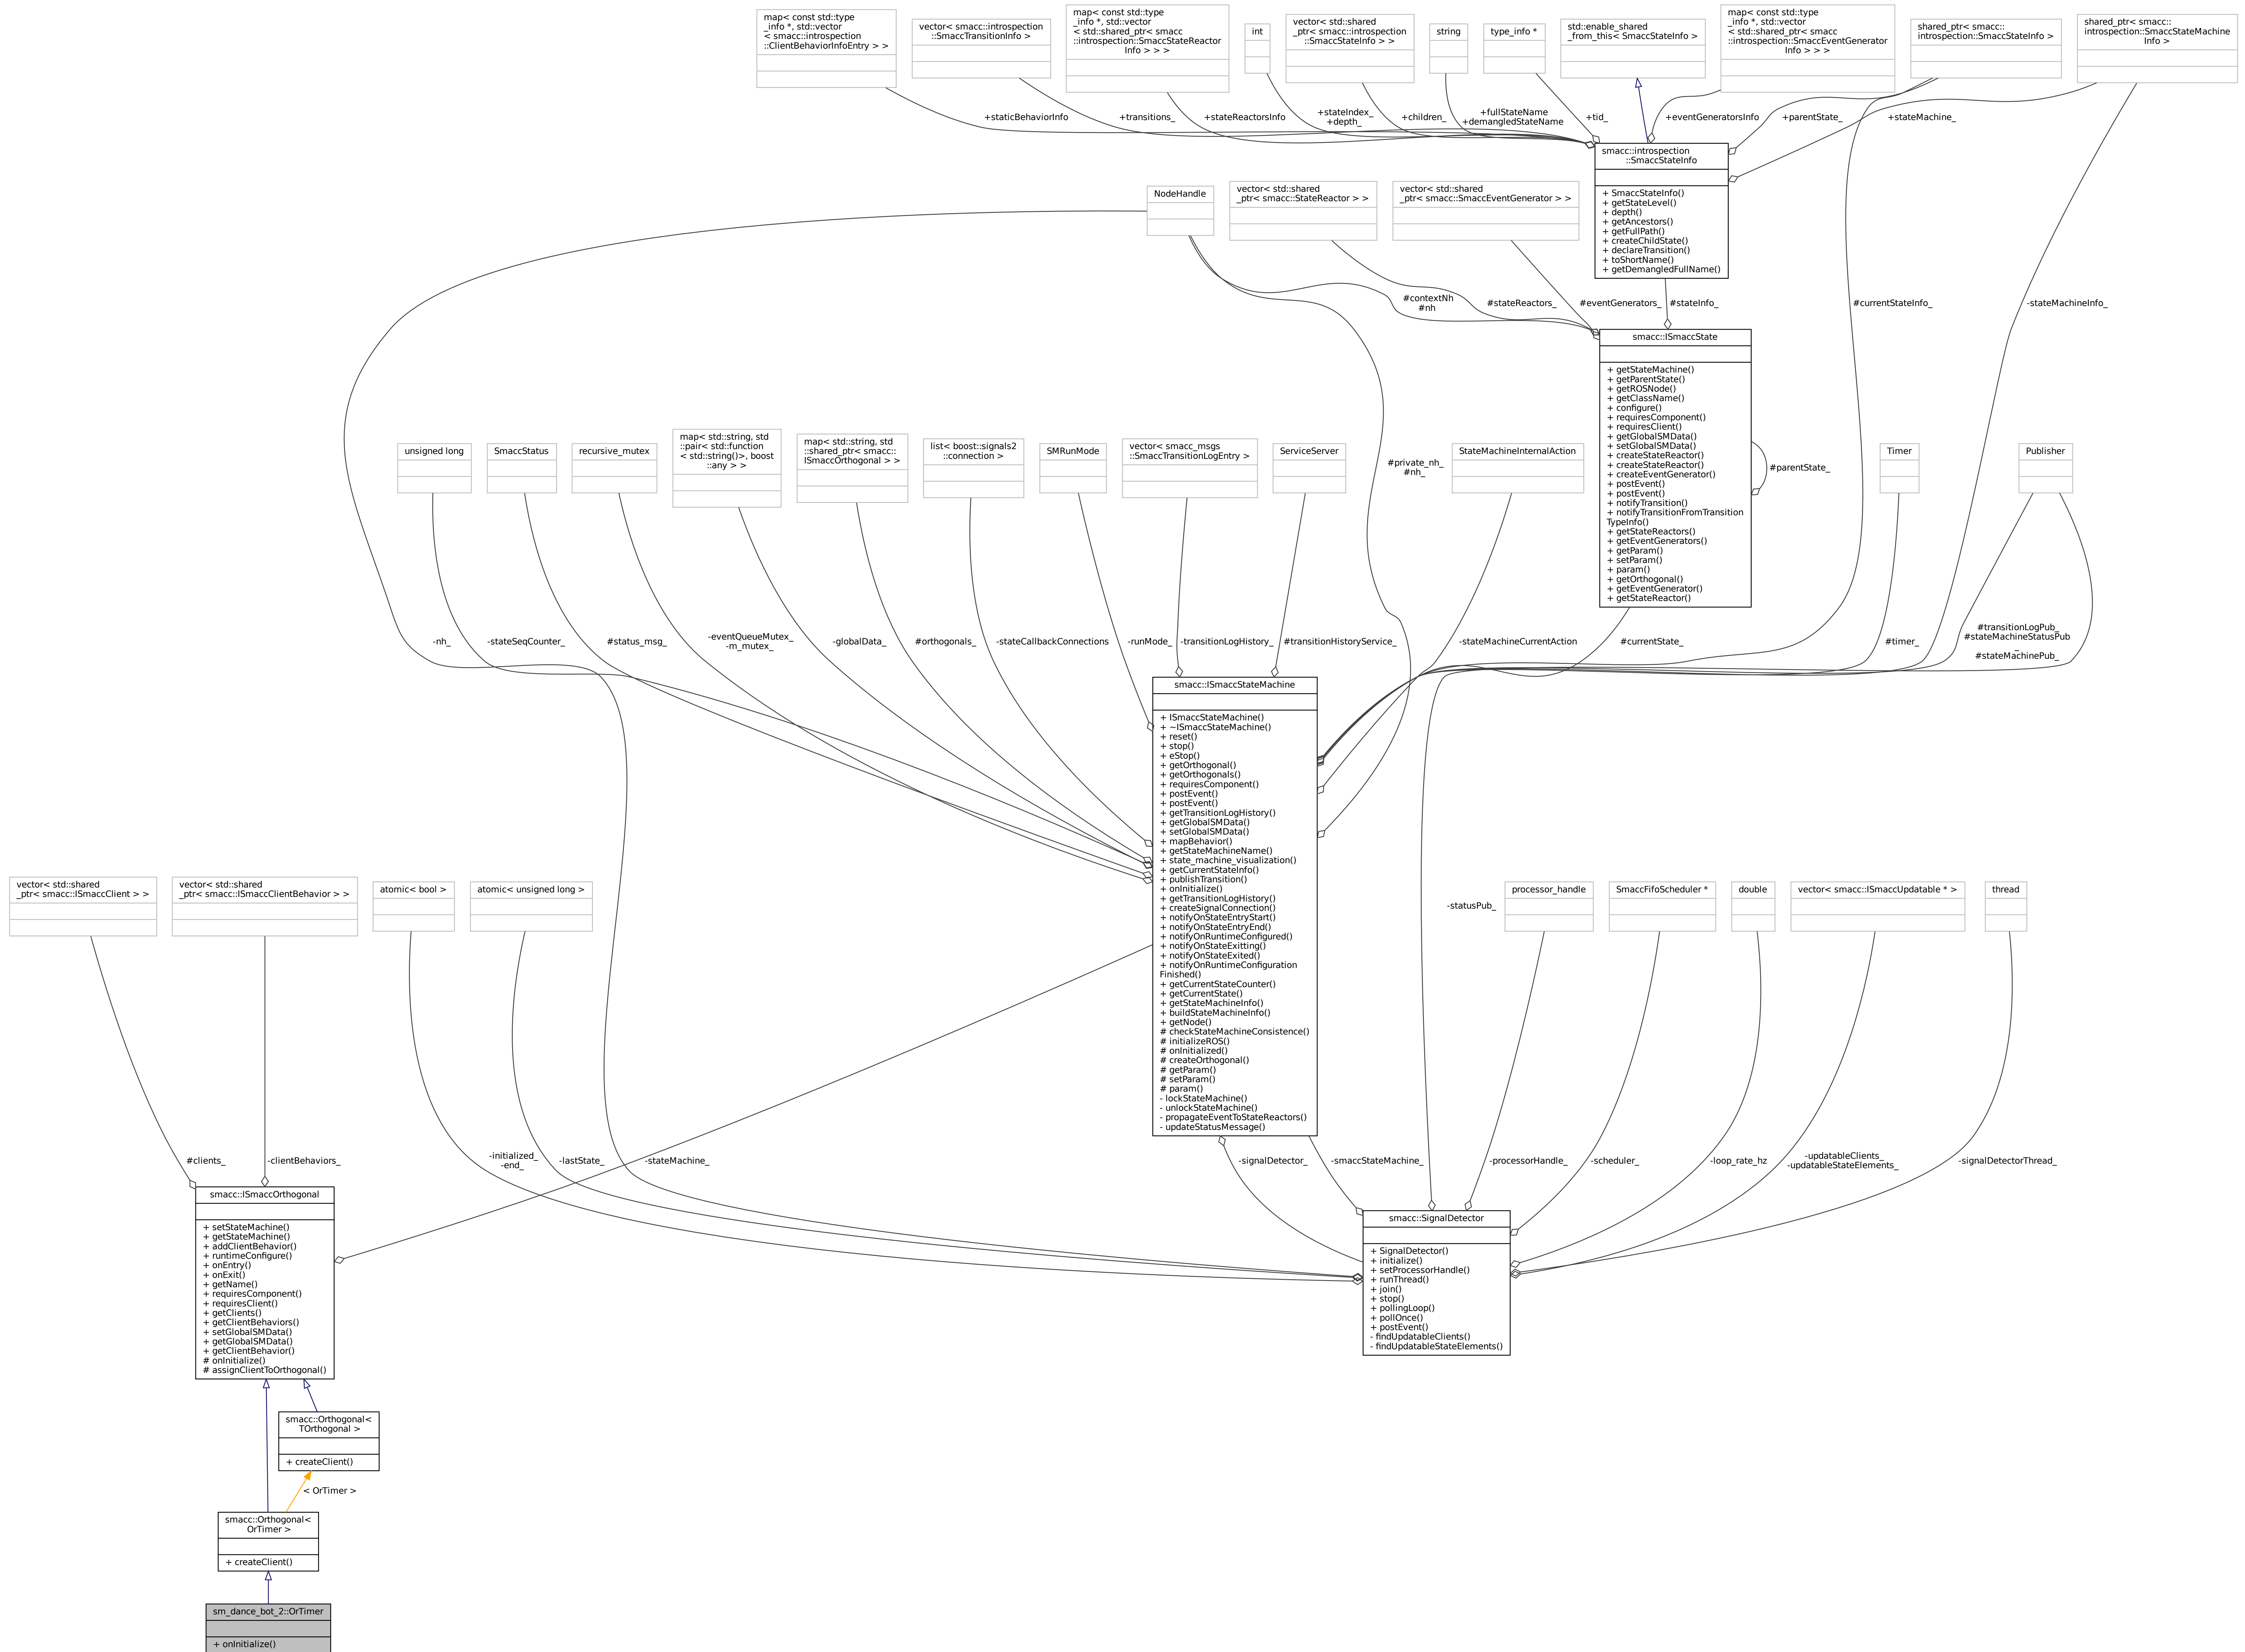 map< const std::type
_info *, std::vector
< smacc::introspection
::ClientBehaviorInfoEntry > >
vector< smacc::introspection
::SmaccTransitionInfo >
map< const std::type
_info *, std::vector
< std::shared_ptr< smacc
::introspection::SmaccStateReactor
Info > > >
int
vector< std::shared
_ptr< smacc::introspection
::SmaccStateInfo > >
string
type_info *
std::enable_shared
_from_this< SmaccStateInfo >
map< const std::type
_info *, std::vector
< std::shared_ptr< smacc
::introspection::SmaccEventGenerator
Info > > >
shared_ptr< smacc::
introspection::SmaccStateInfo >
shared_ptr< smacc::
introspection::SmaccStateMachine
Info >
+staticBehaviorInfo
+transitions_
+stateReactorsInfo
+stateIndex_
+depth_
+children_
+fullStateName
+demangledStateName
+tid_
+eventGeneratorsInfo
+parentState_
+stateMachine_
smacc::introspection
::SmaccStateInfo
+ SmaccStateInfo()
+ getStateLevel()
+ depth()
+ getAncestors()
+ getFullPath()
+ createChildState()
+ declareTransition()
+ toShortName()
+ getDemangledFullName()
NodeHandle
vector< std::shared
_ptr< smacc::StateReactor > >
vector< std::shared
_ptr< smacc::SmaccEventGenerator > >
#contextNh
#nh
#stateReactors_
#eventGenerators_
#stateInfo_
#currentStateInfo_
-stateMachineInfo_
smacc::ISmaccState
+ getStateMachine()
+ getParentState()
+ getROSNode()
+ getClassName()
+ configure()
+ requiresComponent()
+ requiresClient()
+ getGlobalSMData()
+ setGlobalSMData()
+ createStateReactor()
+ createStateReactor()
+ createEventGenerator()
+ postEvent()
+ postEvent()
+ notifyTransition()
+ notifyTransitionFromTransition
TypeInfo()
+ getStateReactors()
+ getEventGenerators()
+ getParam()
+ setParam()
+ param()
+ getOrthogonal()
+ getEventGenerator()
+ getStateReactor()
#parentState_
unsigned long
SmaccStatus
recursive_mutex
map< std::string, std
::pair< std::function
< std::string()>, boost
::any > >
map< std::string, std
::shared_ptr< smacc::
ISmaccOrthogonal > >
list< boost::signals2
::connection >
SMRunMode
vector< smacc_msgs
::SmaccTransitionLogEntry >
ServiceServer
#private_nh_
#nh_
StateMachineInternalAction
Timer
Publisher
-nh_
-stateSeqCounter_
#status_msg_
-eventQueueMutex_
-m_mutex_
-globalData_
#orthogonals_
-stateCallbackConnections
-runMode_
-transitionLogHistory_
#transitionHistoryService_
-stateMachineCurrentAction
#currentState_
#timer_
#transitionLogPub_
#stateMachineStatusPub
_
#stateMachinePub_
smacc::ISmaccStateMachine
+ ISmaccStateMachine()
+ ~ISmaccStateMachine()
+ reset()
+ stop()
+ eStop()
+ getOrthogonal()
+ getOrthogonals()
+ requiresComponent()
+ postEvent()
+ postEvent()
+ getTransitionLogHistory()
+ getGlobalSMData()
+ setGlobalSMData()
+ mapBehavior()
+ getStateMachineName()
+ state_machine_visualization()
+ getCurrentStateInfo()
+ publishTransition()
+ onInitialize()
+ getTransitionLogHistory()
+ createSignalConnection()
+ notifyOnStateEntryStart()
+ notifyOnStateEntryEnd()
+ notifyOnRuntimeConfigured()
+ notifyOnStateExitting()
+ notifyOnStateExited()
+ notifyOnRuntimeConfiguration
Finished()
+ getCurrentStateCounter()
+ getCurrentState()
+ getStateMachineInfo()
+ buildStateMachineInfo()
+ getNode()
# checkStateMachineConsistence()
# initializeROS()
# onInitialized()
# createOrthogonal()
# getParam()
# setParam()
# param()
- lockStateMachine()
- unlockStateMachine()
- propagateEventToStateReactors()
- updateStatusMessage()
vector< std::shared
_ptr< smacc::ISmaccClient > >
vector< std::shared
_ptr< smacc::ISmaccClientBehavior > >
atomic< bool >
atomic< unsigned long >
-statusPub_
processor_handle
SmaccFifoScheduler *
double
vector< smacc::ISmaccUpdatable * >
thread
#clients_
-clientBehaviors_
-initialized_
-end_
-lastState_
-stateMachine_
-signalDetector_
-smaccStateMachine_
-processorHandle_
-scheduler_
-loop_rate_hz
-updatableClients_
-updatableStateElements_
-signalDetectorThread_
smacc::ISmaccOrthogonal
+ setStateMachine()
+ getStateMachine()
+ addClientBehavior()
+ runtimeConfigure()
+ onEntry()
+ onExit()
+ getName()
+ requiresComponent()
+ requiresClient()
+ getClients()
+ getClientBehaviors()
+ setGlobalSMData()
+ getGlobalSMData()
+ getClientBehavior()
# onInitialize()
# assignClientToOrthogonal()
smacc::SignalDetector
+ SignalDetector()
+ initialize()
+ setProcessorHandle()
+ runThread()
+ join()
+ stop()
+ pollingLoop()
+ pollOnce()
+ postEvent()
- findUpdatableClients()
- findUpdatableStateElements()
smacc::Orthogonal<
TOrthogonal >
+ createClient()
< OrTimer >
smacc::Orthogonal<
OrTimer >
+ createClient()
sm_dance_bot_2::OrTimer
+ onInitialize()